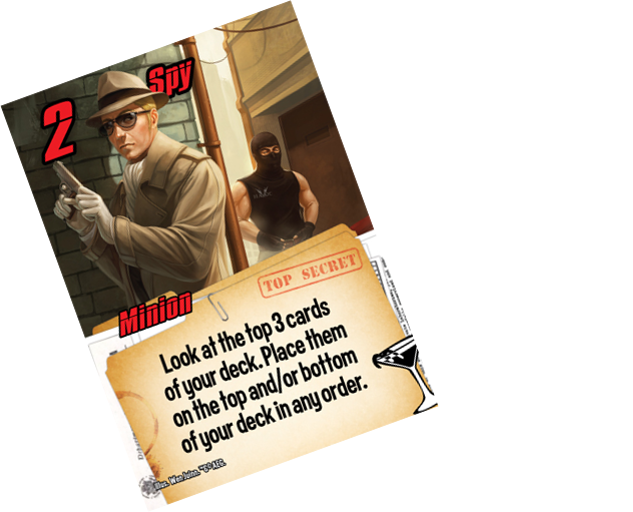 Spy
2
TOP SECRET
Minion
Look at the top 3 cards
of your deck. Place them
on the top and/or bottom
of your deck in any order.